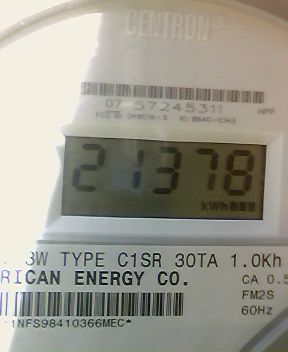 CENTRON®
07 57245311
21378
kWh
3W TYPE C1SR 30TA 1.0Kh
RICAN ENERGY CO.
CA 0.5
FM2S
60Hz
1NFS98410366MEC*